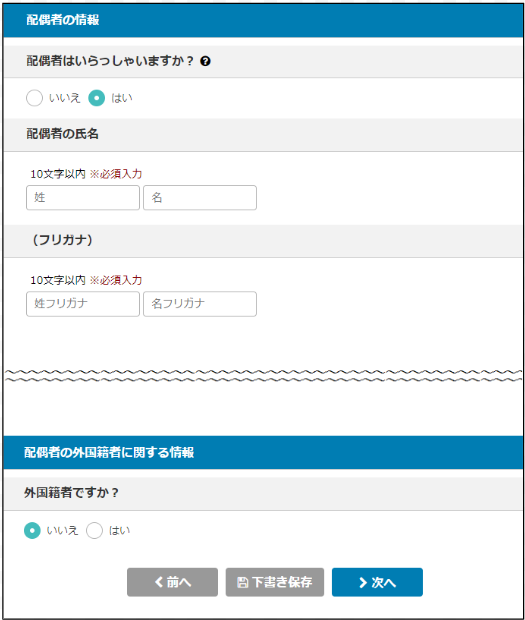 配偶者の情報
配偶者はいらっしゃいますか？
いいえ はい
配偶者の氏名
10文字以内 ※必須入力
姓 名
（フリガナ）
10文字以内 ※必須入力
姓フリガナ 名フリガナ
配偶者の外国籍者に関する情報
外国籍者ですか？
いいえ はい
前へ 下書き保存 次へ